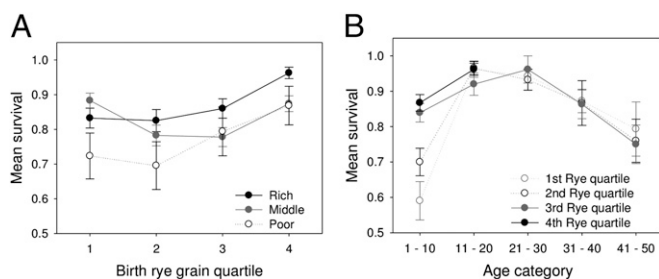 A
Mean survival
1.0
0.9
0.8
0.7
0.6
0.5
1 2 3 4
Birth rye grain quartile
Rich
Middle
Poor
B
Mean survival
1.0
0.9
0.8
0.7
0.6
0.5
1 - 10 11 - 20 21 - 30 31 - 40 41 - 50
Age category
1st Rye quartile
2nd Rye quartile
3rd Rye quartile
4th Rye quartile